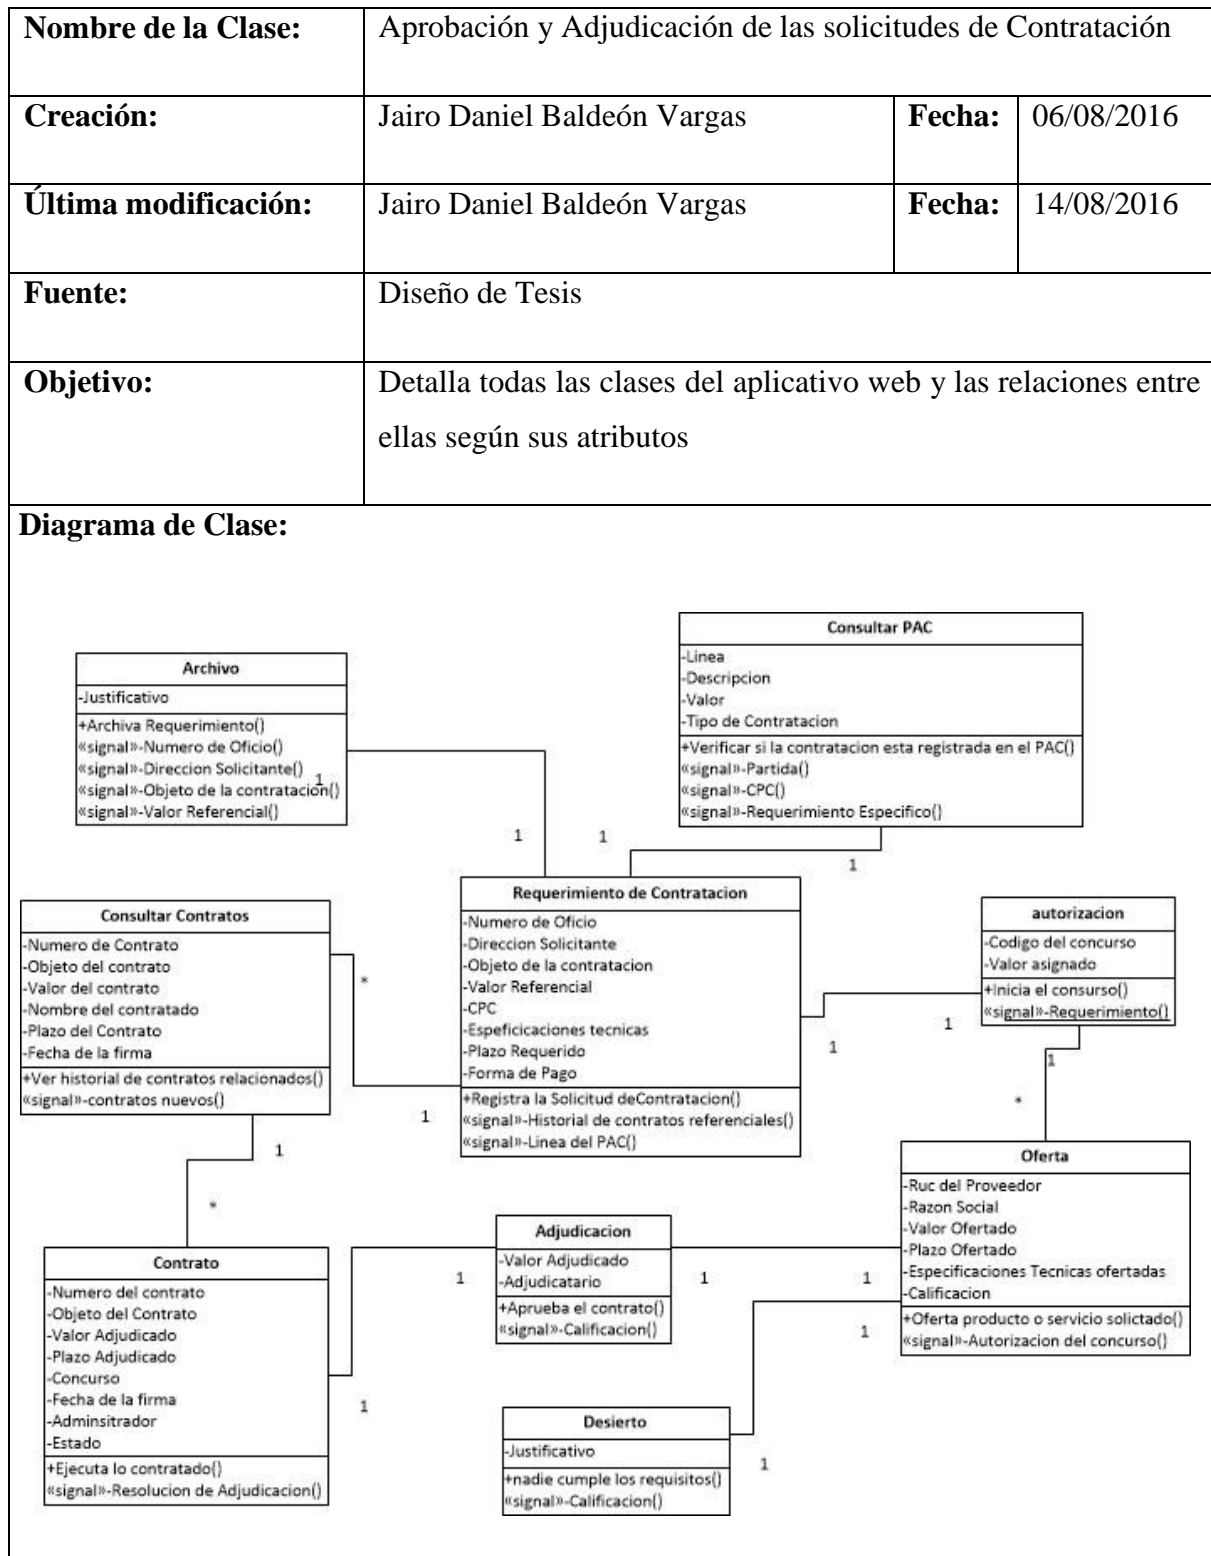 Nombre de la Clase: Aprobación y Adjudicación de las solicitudes de Contratación
Creación: Jairo Daniel Baldeón Vargas Fecha: 06/08/2016
Última modificación: Jairo Daniel Baldeón Vargas Fecha: 14/08/2016
Fuente: Diseño de Tesis
Objetivo: Detalla todas las clases del aplicativo web y las relaciones entre
ellas según sus atributos
Diagrama de Clase:
Consultar PAC
-Linea
-Descripcion
-Valor
-Tipo de Contratacion
+Verificar si la contratacion esta registrada en el PAC()
«signal»-Partida()
«signal»-CPC()
«signal»-Requerimiento Especifico()
Archivo
-Justificativo
+Archiva Requerimiento()
«signal»-Numero de Oficio()
«signal»-Direccion Solicitante()
«signal»-Objeto de la contratacion()
«signal»-Valor Referencial()
1
1
1
1
Requerimiento de Contratacion
-Numero de Oficio
-Direccion Solicitante
-Objeto de la contratacion
-Valor Referencial
-CPC
-Espeficicaciones tecnicas
-Plazo Requerido
-Forma de Pago
+Registra la Solicitud deContratacion()
«signal»-Historial de contratos referenciales()
«signal»-Linea del PAC()
Consultar Contratos
-Numero de Contrato
-Objeto del contrato
-Valor del contrato
-Nombre del contratado
-Plazo del Contrato
-Fecha de la firma
+Ver historial de contratos relacionados()
«signal»-contratos nuevos()
*
1
autorizacion
-Codigo del concurso
-Valor asignado
+Inicia el consurso()
«signal»-Requerimiento()
1
1
1
*
1
*
Oferta
-Ruc del Proveedor
-Razon Social
-Valor Ofertado
-Plazo Ofertado
-Especificaciones Tecnicas ofertadas
-Calificacion
+Oferta producto o servicio solictado()
«signal»-Autorizacion del concurso()
Adjudicacion
-Valor Adjudicado
-Adjudicatario
+Aprueba el contrato()
«signal»-Calificacion()
1
1
1
1
Contrato
-Numero del contrato
-Objeto del Contrato
-Valor Adjudicado
-Plazo Adjudicado
-Concurso
-Fecha de la firma
-Adminsitrador
-Estado
+Ejecuta lo contratado()
«signal»-Resolucion de Adjudicacion()
1
Desierto
-Justificativo
+nadie cumple los requisitos()
«signal»-Calificacion()
1